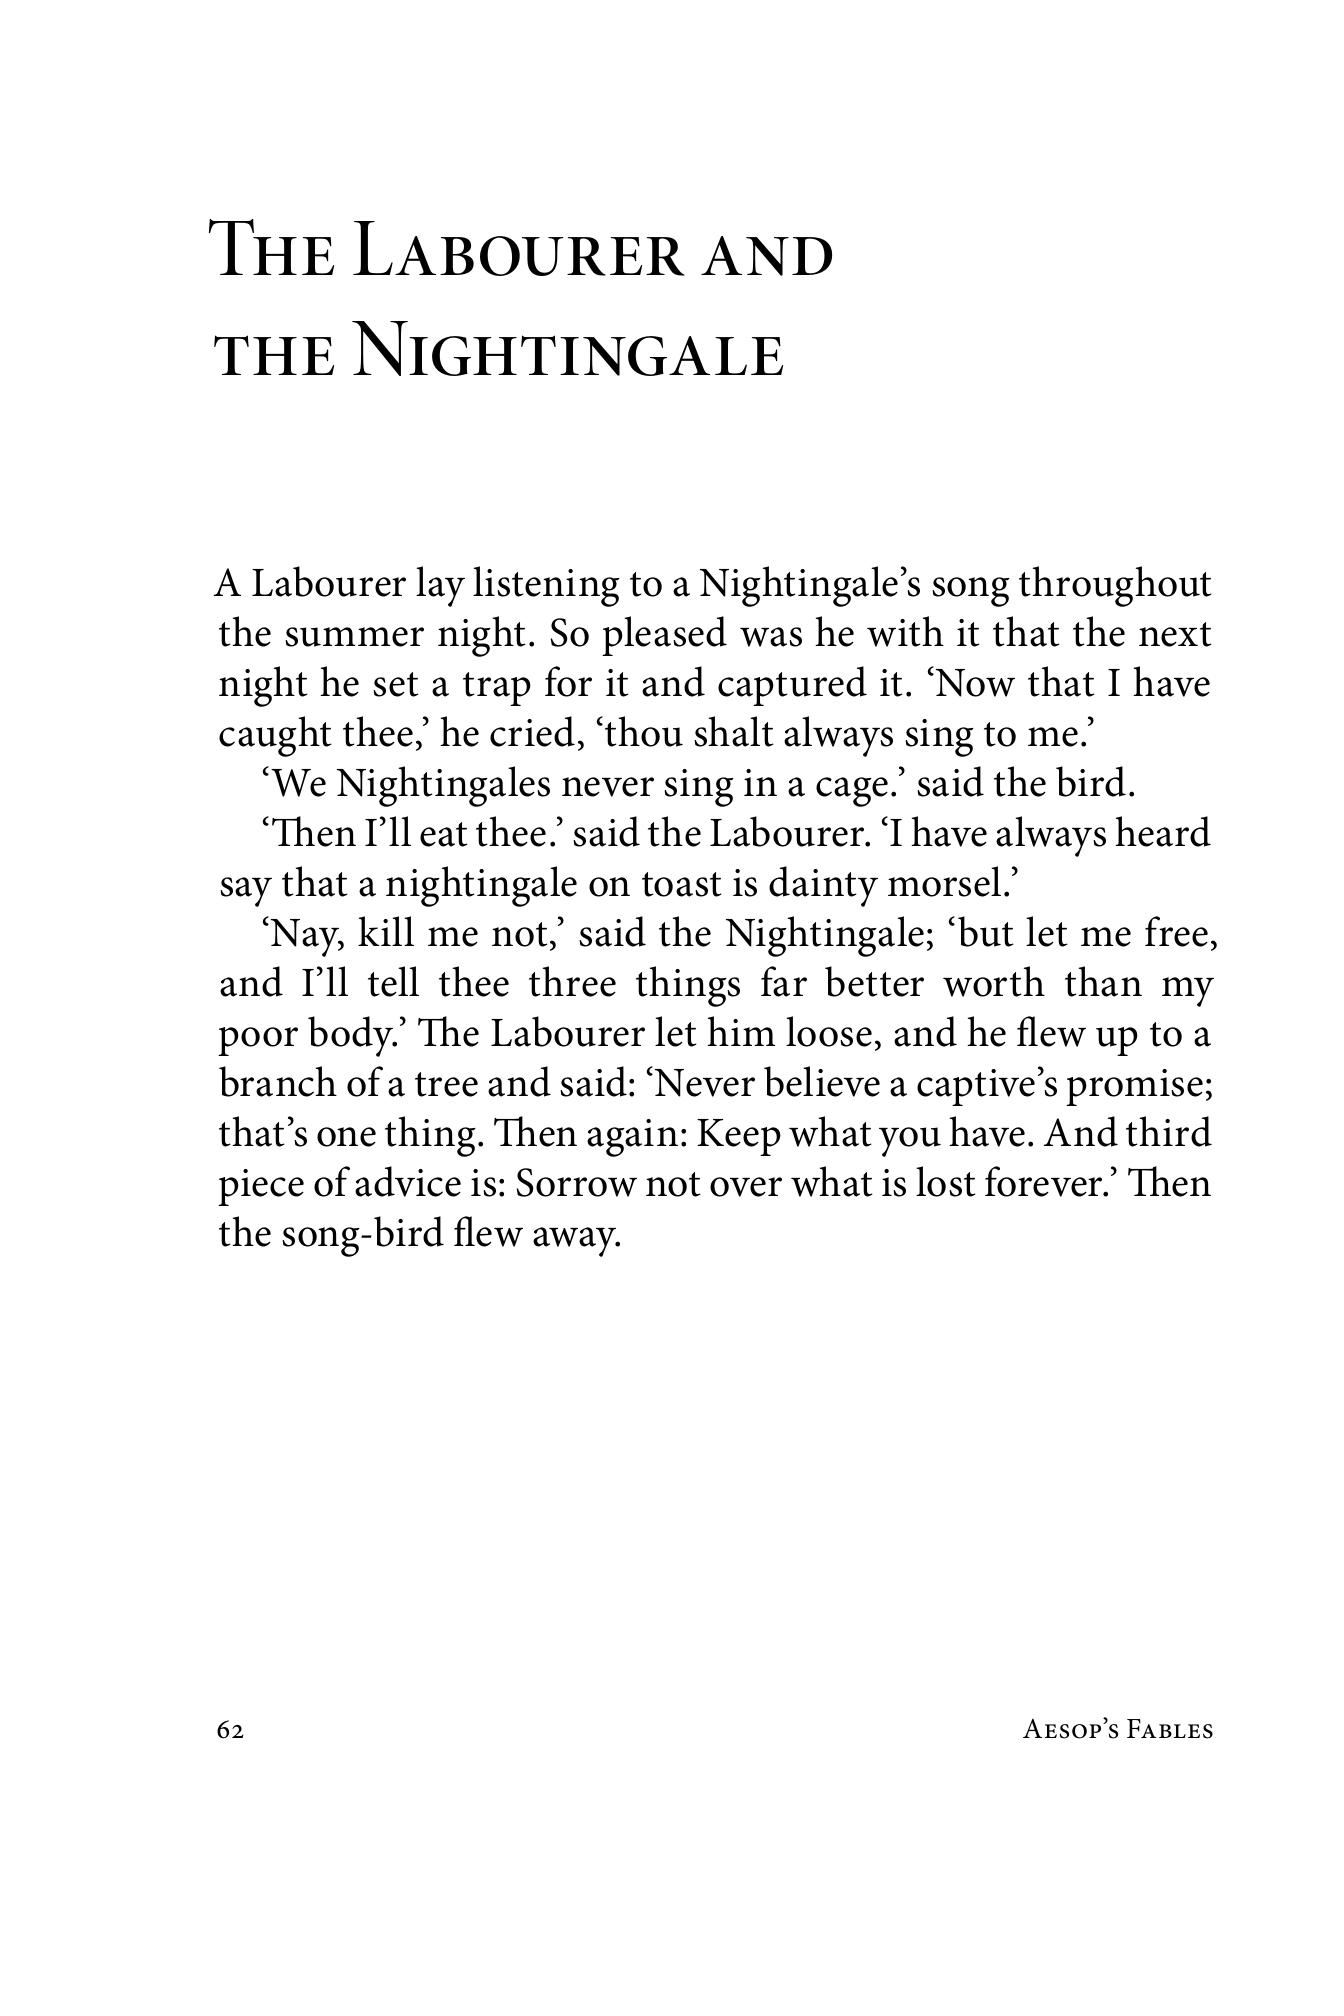 The Labourer and
the Nightingale
A Labourer lay listening to a Nightingale’s song throughout
the summer night. So pleased was he with it that the next
night he set a trap for it and captured it. ‘Now that I have
caught thee,’ he cried, ‘thou shalt always sing to me.’
‘We Nightingales never sing in a cage.’ said the bird.
‘Then I’ll eat thee.’ said the Labourer. ‘I have always heard
say that a nightingale on toast is dainty morsel.’
‘Nay, kill me not,’ said the Nightingale; ‘but let me free,
and I’ll tell thee three things far better worth than my
poor body.’ The Labourer let him loose, and he flew up to a
branch of a tree and said: ‘Never believe a captive’s promise;
that’s one thing. Then again: Keep what you have. And third
piece of advice is: Sorrow not over what is lost forever.’ Then
the song-bird flew away.
62 Aesop’s Fables